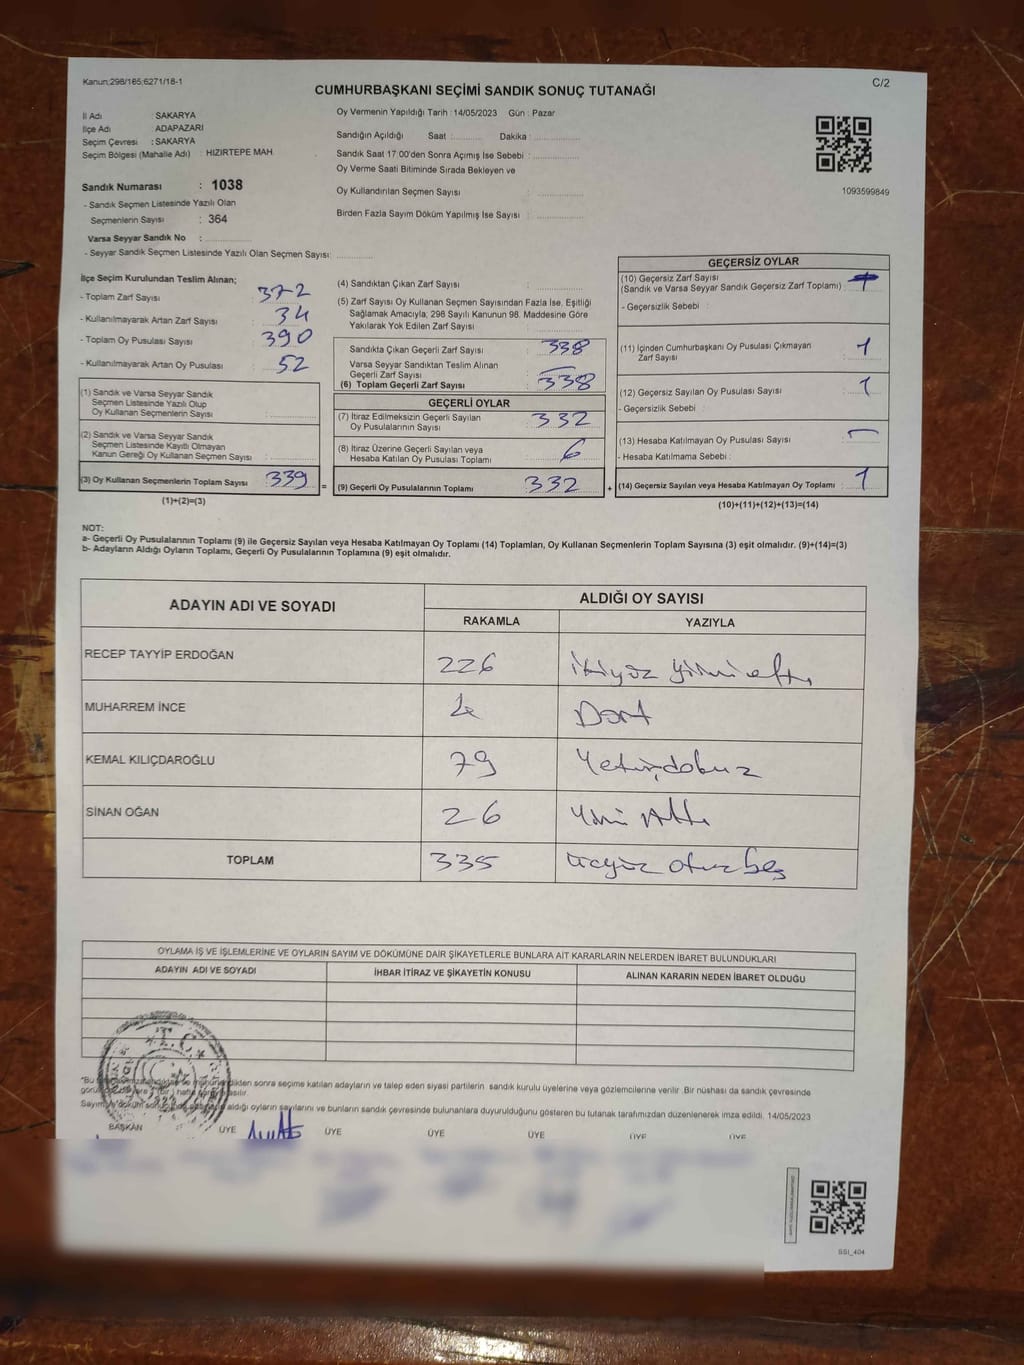 Kanun;298/165;6271/18-1
C/2
CUMHURBAŞKANI SEÇİMİ SANDIK SONUÇ TUTANAĞI
İl Adı : SAKARYA
İlçe Adı ADAPAZARI
Seçim Çevresi : SAKARYA
Seçim Bölgesi (Mahalle Adı) : HIZIRTEPE MAH.
Sandık Numarası : 1038
- Sandık Seçmen Listesinde Yazılı Olan
Seçmenlerin Sayısı : 364
Varsa Seyyar Sandık No :
- Seyyar Sandık Seçmen Listesinde Yazılı Olan Seçmen Sayısı:
Oy Vermenin Yapıldığı Tarih : 14/05/2023 Gün : Pazar
Sandığın Açıldığı Saat : Dakika :
Sandık Saat 17:00'den Sonra Açımış İse Sebebi :
Oy Verme Saati Bitiminde Sırada Bekleyen ve
Oy Kullandırılan Seçmen Sayısı :
Birden Fazla Sayım Döküm Yapılmış İse Sayısı :
1093599849
İlçe Seçim Kurulundan Teslim Alınan;
- Toplam Zarf Sayısı : 372
- Kullanılmayarak Artan Zarf Sayısı : 34
- Toplam Oy Pusulası Sayısı : 390
- Kullanılmayarak Artan Oy Pusulası : 52
(1) Sandık ve Varsa Seyyar Sandık
Seçmen Listesinde Yazılı Olup
Oy Kullanan Seçmenlerin Sayısı :
(2) Sandık ve Varsa Seyyar Sandık
Seçmen Listesinde Kayıtlı Olmayan
Kanun Gereği Oy Kullanan Seçmen Sayısı :
(3) Oy Kullanan Seçmenlerin Toplam Sayısı : 339 =
(1)+(2)=(3)
(4) Sandıktan Çıkan Zarf Sayısı :
(5) Zarf Sayısı Oy Kullanan Seçmen Sayısından Fazla İse, Eşitliği
Sağlamak Amacıyla, 298 Sayılı Kanunun 98. Maddesine Göre
Yakılarak Yok Edilen Zarf Sayısı :
Sandıkta Çıkan Geçerli Zarf Sayısı : 338
Varsa Seyyar Sandıktan Teslim Alınan
Geçerli Zarf Sayısı :
(6) Toplam Geçerli Zarf Sayısı : 338
GEÇERLİ OYLAR
(7) İtiraz Edilmeksizin Geçerli Sayılan
Oy Pusulalarının Sayısı : 332
(8) İtiraz Üzerine Geçerli Sayılan veya
Hesaba Katılan Oy Pusulası Toplamı : 6
(9) Geçerli Oy Pusulalarının Toplamı : 332 +
GEÇERSİZ OYLAR
(10) Geçersiz Zarf Sayısı
(Sandık ve Varsa Seyyar Sandık Geçersiz Zarf Toplamı) :
- Geçersizlik Sebebi :
(11) İçinden Cumhurbaşkanı Oy Pusulası Çıkmayan
Zarf Sayısı : 1
(12) Geçersiz Sayılan Oy Pusulası Sayısı : 1
- Geçersizlik Sebebi :
(13) Hesaba Katılmayan Oy Pusulası Sayısı :
- Hesaba Katılmama Sebebi :
(14) Geçersiz Sayılan veya Hesaba Katılmayan Oy Toplamı : 1
(10)+(11)+(12)+(13)=(14)
NOT:
a- Geçerli Oy Pusulalarının Toplamı (9) ile Geçersiz Sayılan veya Hesaba Katılmayan Oy Toplamı (14) Toplamları, Oy Kullanan Seçmenlerin Toplam Sayısına (3) eşit olmalıdır. (9)+(14)=(3)
b- Adayların Aldığı Oyların Toplamı, Geçerli Oy Pusulalarının Toplamına (9) eşit olmalıdır.
ADAYIN ADI VE SOYADI
ALDIĞI OY SAYISI
RAKAMLA YAZIYLA
RECEP TAYYİP ERDOĞAN 226 ikiyüz yirmi altı
MUHARREM İNCE 4 Dört
KEMAL KILIÇDAROĞLU 79 Yetmişdokuz
SİNAN OĞAN 26 Yirmi Altı
TOPLAM 335 üçyüz otuz beş
OYLAMA İŞ VE İŞLEMLERİNE VE OYLARIN SAYIM VE DÖKÜMÜNE DAİR ŞİKAYETLERLE BUNLARA AİT KARARLARIN NELERDEN İBARET BULUNDUKLARI
ADAYIN ADI VE SOYADI İHBAR İTİRAZ VE ŞİKAYETİN KONUSU ALINAN KARARIN NEDEN İBARET OLDUĞU
T.C.
sonra seçime katılan adayların ve talep eden siyasi partilerin sandık kurulu üyelerine veya gözlemcilerine verilir. Bir nüshası da sandık çevresinde
aldığı oyların sayılarını ve bunların sandık çevresinde bulunanlara duyurulduğunu gösteren bu tutanak tarafımızdan düzenlenerek imza edildi. 14/05/2023
BAŞKAN ÜYE ÜYE ÜYE ÜYE ÜYE ÜYE
SSI_404